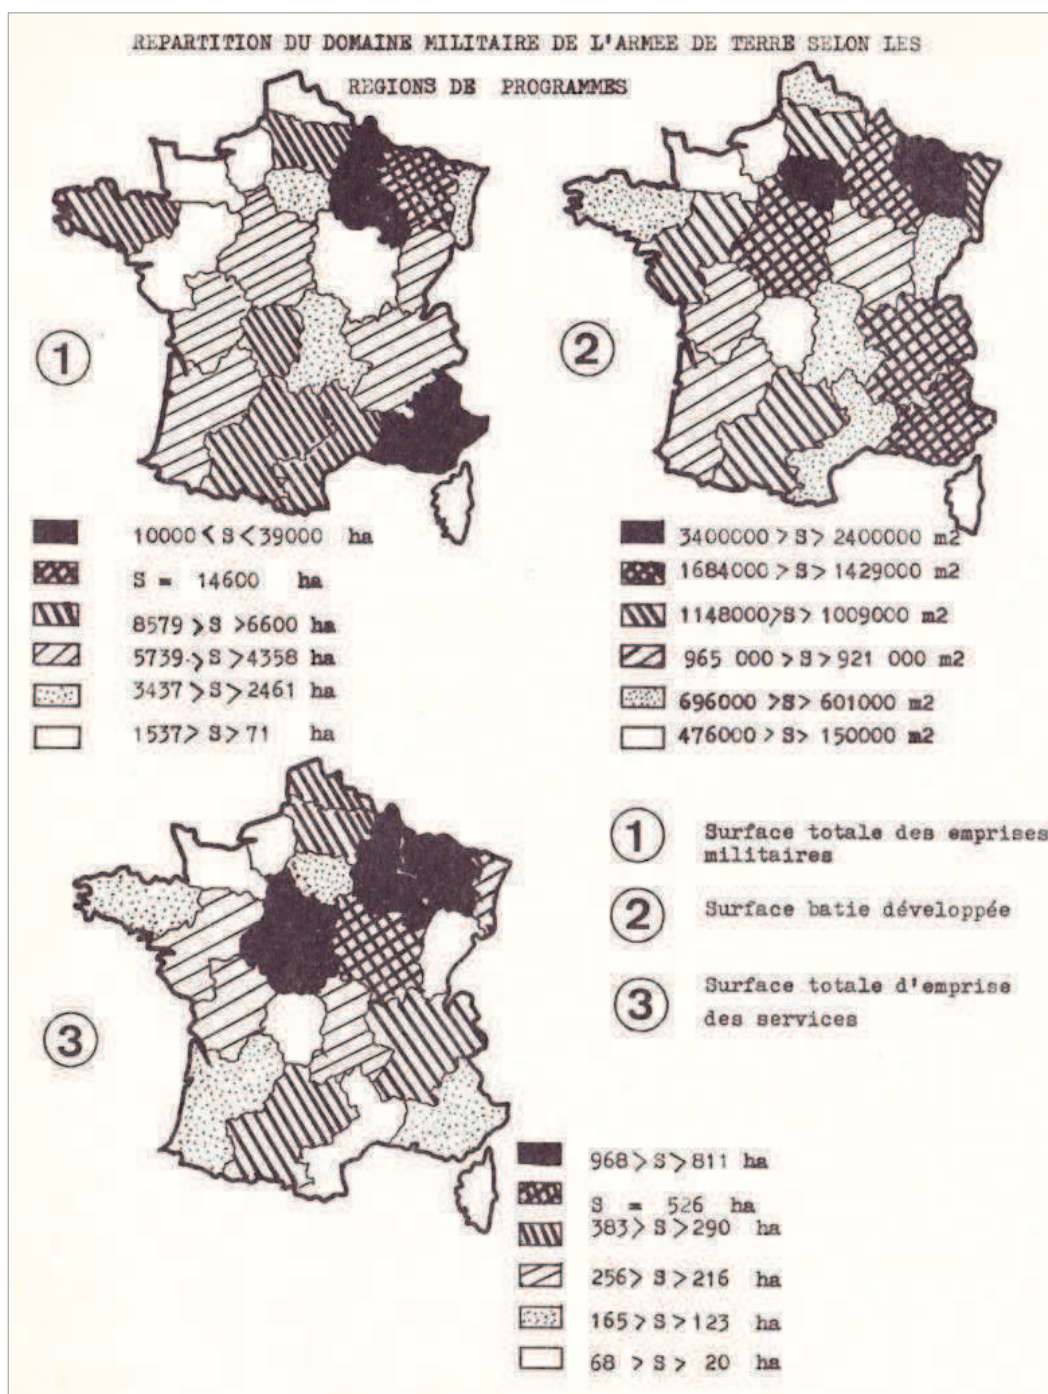 REPARTITION DU DOMAINE MILITAIRE DE L'ARMEE DE TERRE SELON LES
REGIONS DE PROGRAMMES
1
2
10000 < S < 39000 ha
S = 14600 ha
8579 > S > 6600 ha
5739 > S > 4358 ha
3437 > S > 2461 ha
1537 > S > 71 ha
3400000 > S > 2400000 m2
1684000 > S > 1429000 m2
1148000 > S > 1009000 m2
965 000 > S > 921 000 m2
696000 > S > 601000 m2
476000 > S > 150000 m2
1 Surface totale des emprises
militaires
2 Surface batie développée
3 Surface totale d'emprise
des services
3
968 > S > 811 ha
S = 526 ha
383 > S > 290 ha
256 > S > 216 ha
165 > S > 123 ha
68 > S > 20 ha